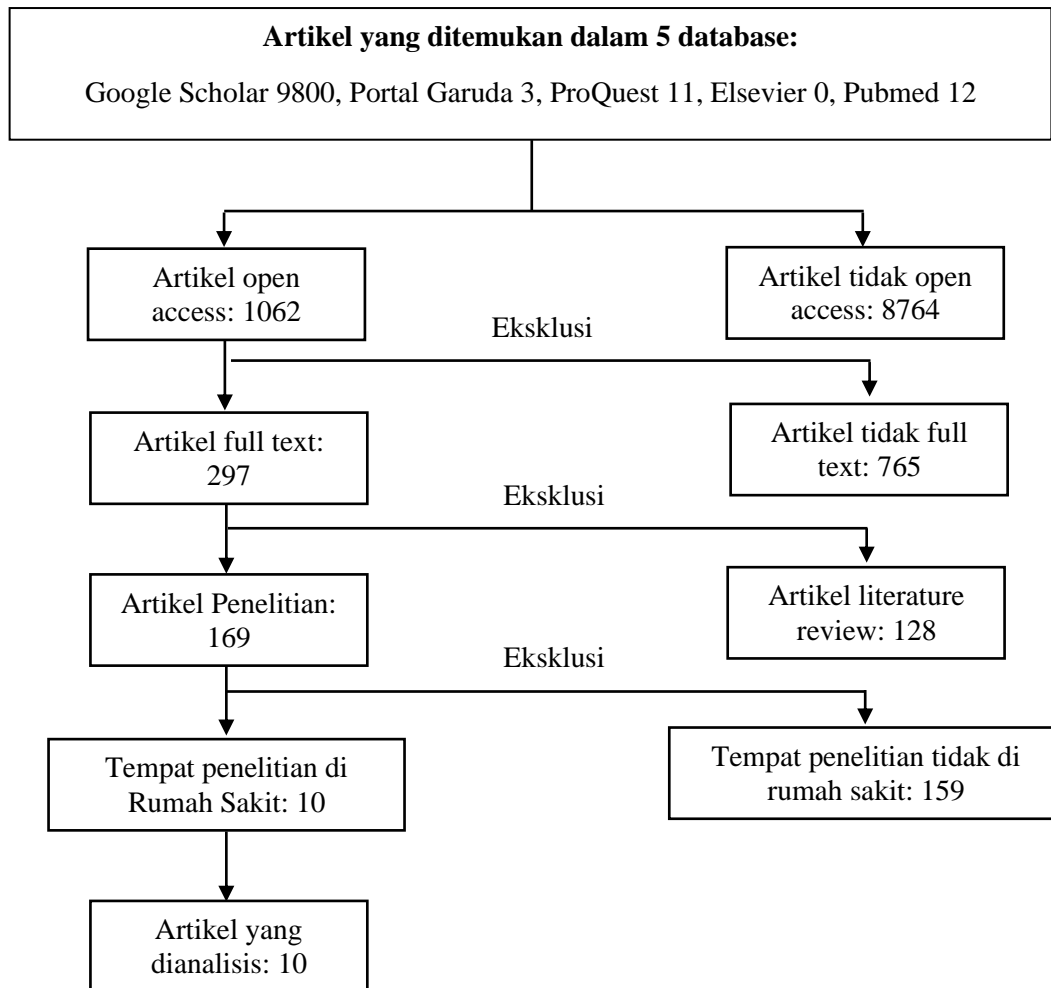 Artikel yang ditemukan dalam 5 database:
Google Scholar 9800, Portal Garuda 3, ProQuest 11, Elsevier 0, Pubmed 12
Artikel open
access: 1062
Artikel tidak open
access: 8764
Eksklusi
Artikel full text:
297
Artikel tidak full
text: 765
Eksklusi
Artikel Penelitian:
169
Artikel literature
review: 128
Eksklusi
Tempat penelitian di
Rumah Sakit: 10
Tempat penelitian tidak di
rumah sakit: 159
Artikel yang
dianalisis: 10